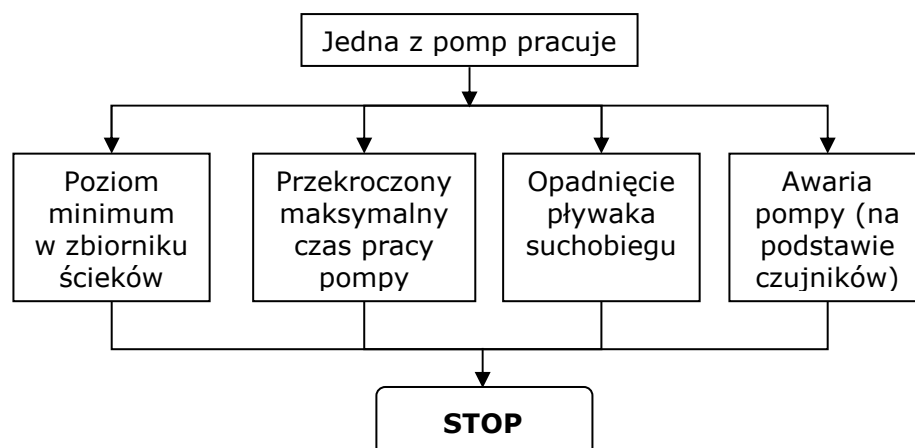 Jedna z pomp pracuje
Poziom
minimum
w zbiorniku
ścieków
Przekroczony
maksymalny
czas pracy
pompy
Opadnięcie
pływaka
suchobiegu
Awaria
pompy (na
podstawie
czujników)
STOP